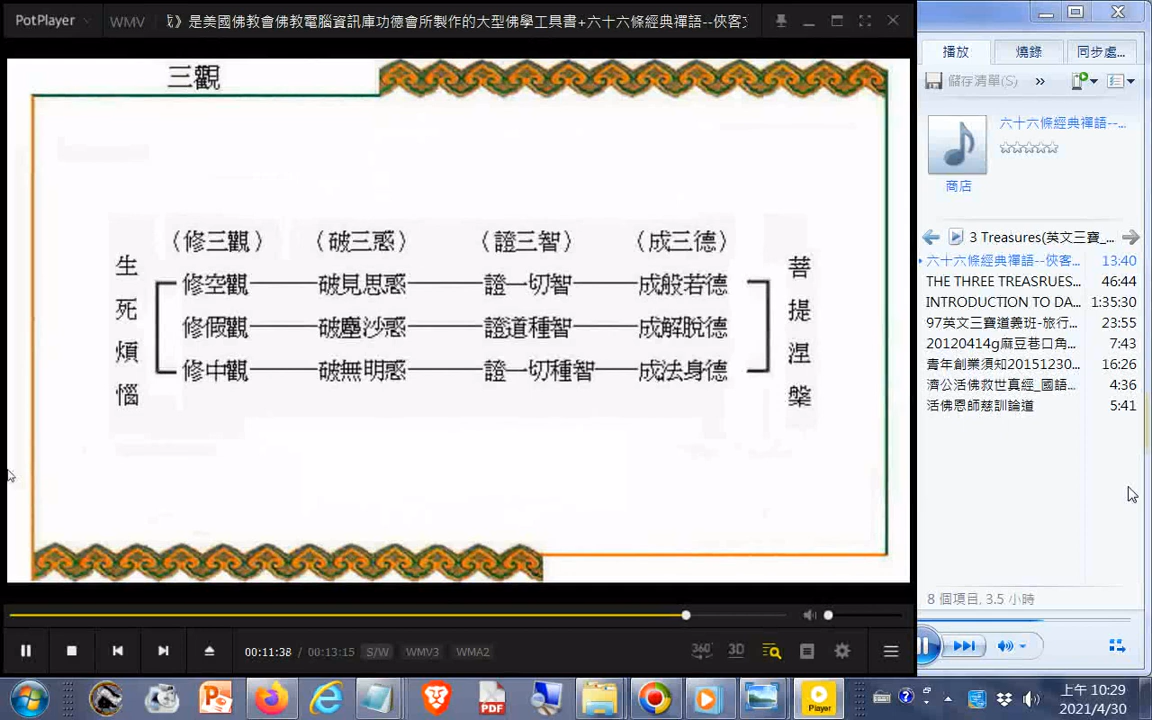 PotPlayer
WMV
》是美國佛教會佛教電腦資訊庫功德會所製作的大型佛學工具書+六十六條經典禪語--俠客文
三觀
（修三觀）
（破三惑）
（證三智）
（成三德）
生死煩惱
修空觀
破見思惑
證一切智
成般若德
修假觀
破塵沙惑
證道種智
成解脫德
修中觀
破無明惑
證一切種智
成法身德
菩提涅槃
00:11:38 / 00:13:15
S/W
WMV3
WMA2
360°
3D
播放
燒錄
同步處...
儲存清單(S)
»
六十六條經典禪語--...
商店
3 Treasures(英文三寶_...
六十六條經典禪語--俠客... 13:40
THE THREE TREASRUES... 46:44
INTRODUCTION TO DA... 1:35:30
97英文三寶道義班-旅行... 23:55
20120414g麻豆巷口角... 7:43
青年創業須知20151230... 16:26
濟公活佛救世真經_國語... 4:36
活佛恩師慈訓論道 5:41
8 個項目, 3.5 小時
PDF
Player
上午 10:29
2021/4/30